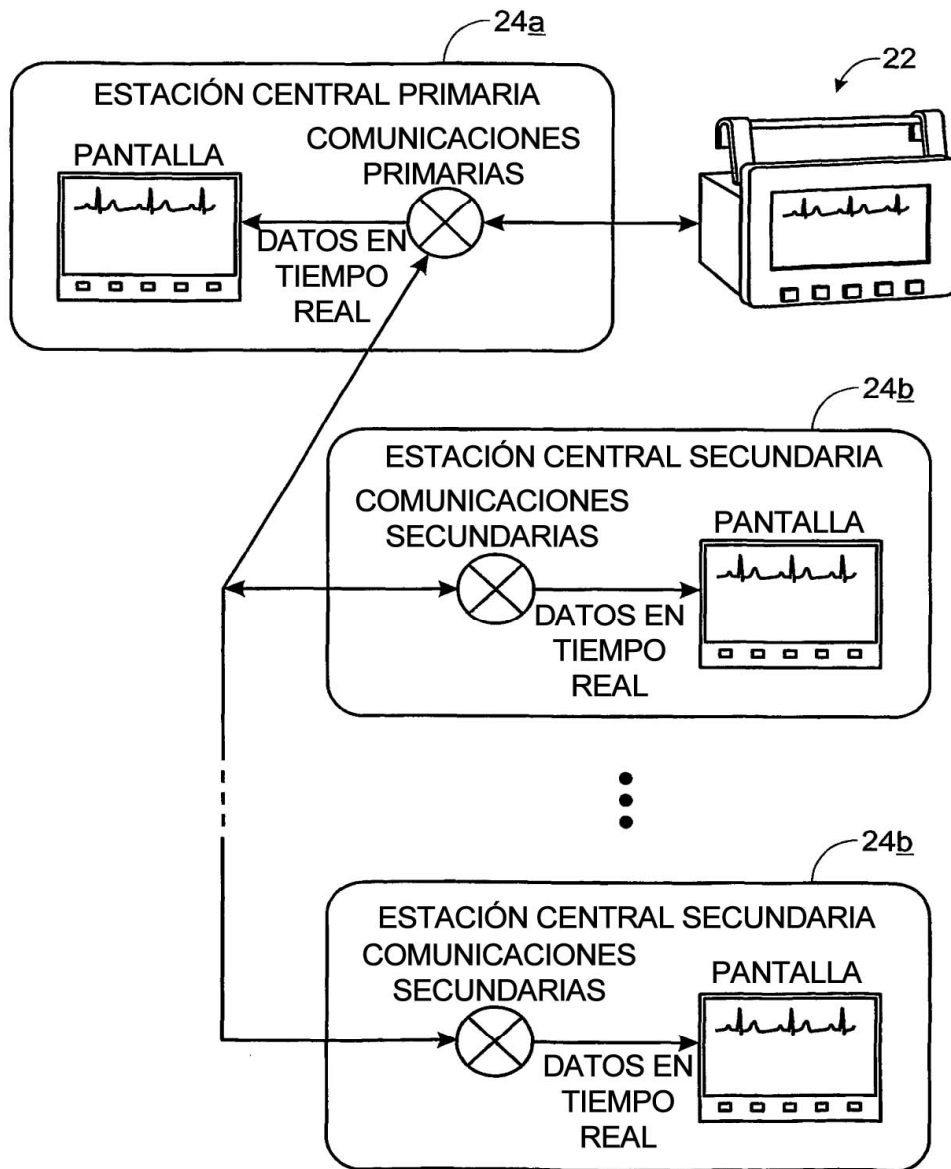 24a
22
ESTACIÓN CENTRAL PRIMARIA
COMUNICACIONES
PRIMARIAS
PANTALLA
DATOS EN
TIEMPO
REAL
24b
ESTACIÓN CENTRAL SECUNDARIA
COMUNICACIONES
SECUNDARIAS
PANTALLA
DATOS EN
TIEMPO
REAL
24b
ESTACIÓN CENTRAL SECUNDARIA
COMUNICACIONES
SECUNDARIAS
PANTALLA
DATOS EN
TIEMPO
REAL